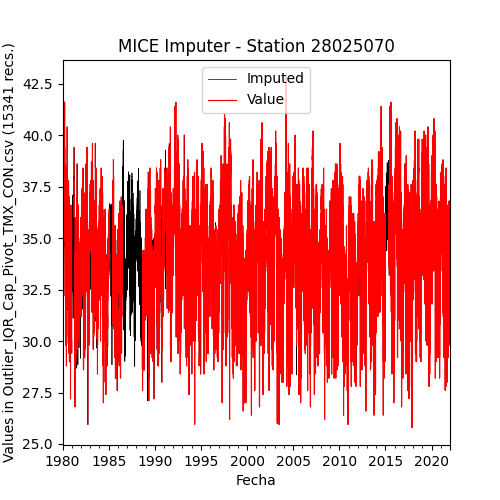 MICE Imputer - Station 28025070
Values in Outlier_IQR_Cap_Pivot_TMX_CON.csv (15341 recs.)
42.5
40.0
37.5
35.0
32.5
30.0
27.5
25.0
Imputed
Value
1980 1985 1990 1995 2000 2005 2010 2015 2020
Fecha